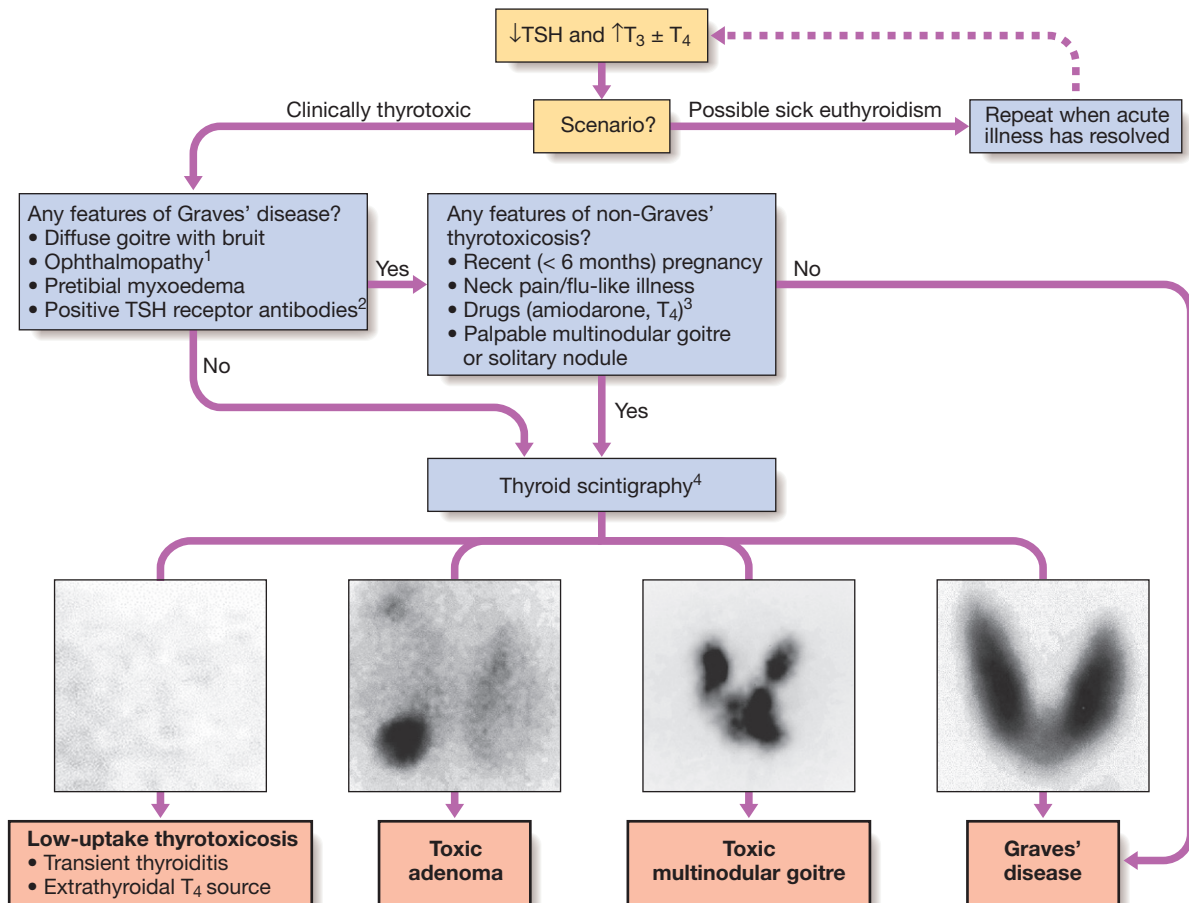 ↓TSH and ↑T₃ ± T₄
Clinically thyrotoxic
Scenario?
Possible sick euthyroidism
Repeat when acute
illness has resolved
Any features of Graves’ disease?
• Diffuse goitre with bruit
• Ophthalmopathy¹
• Pretibial myxoedema
• Positive TSH receptor antibodies²
Yes
Any features of non-Graves’
thyrotoxicosis?
• Recent (< 6 months) pregnancy
• Neck pain/flu-like illness
• Drugs (amiodarone, T₄)³
• Palpable multinodular goitre
or solitary nodule
No
No
Yes
Thyroid scintigraphy⁴
Low-uptake thyrotoxicosis
• Transient thyroiditis
• Extrathyroidal T₄ source
Toxic
adenoma
Toxic
multinodular goitre
Graves’
disease